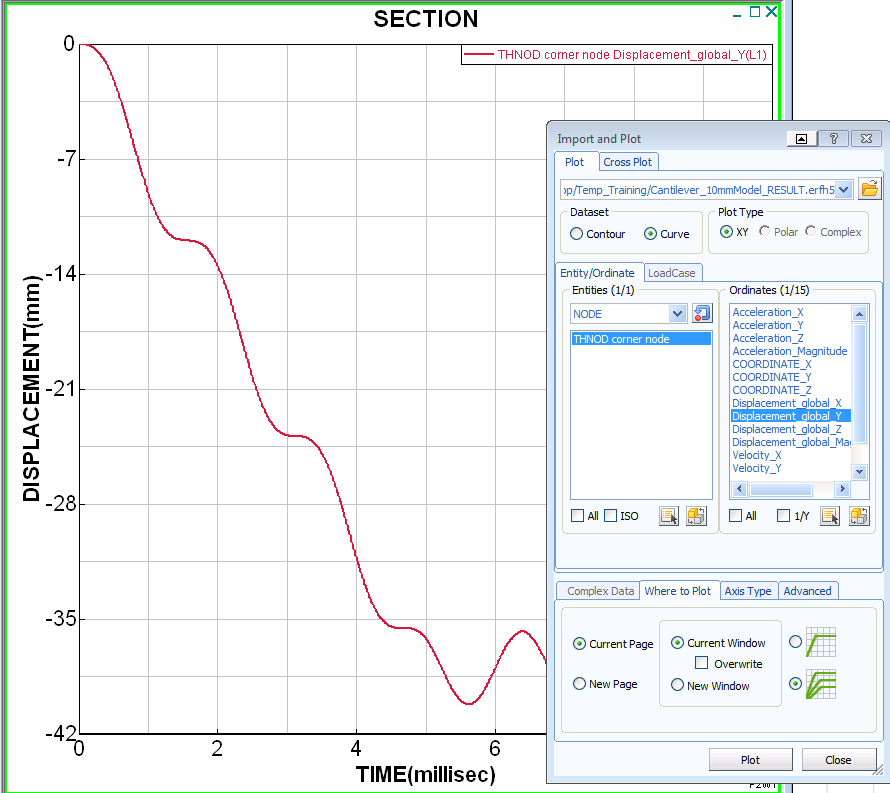 SECTION
THNOD corner node Displacement_global_Y(L1)
0
-7
-14
-21
-28
-35
-42
DISPLACEMENT(mm)
0
2
4
6
TIME(millisec)
Import and Plot
Plot
Cross Plot
op/Temp_Training/Cantilever_10mmModel_RESULT.erfh5
Dataset
Contour
Curve
Plot Type
XY
Polar
Complex
Entity/Ordinate
LoadCase
Entities (1/1)
NODE
THNOD corner node
All
ISO
Ordinates (1/15)
Acceleration_X
Acceleration_Y
Acceleration_Z
Acceleration_Magnitude
COORDINATE_X
COORDINATE_Y
COORDINATE_Z
Displacement_global_X
Displacement_global_Y
Displacement_global_Z
Displacement_global_Ma
Velocity_X
Velocity_Y
All
1/Y
Complex Data
Where to Plot
Axis Type
Advanced
Current Page
New Page
Current Window
Overwrite
New Window
Plot
Close